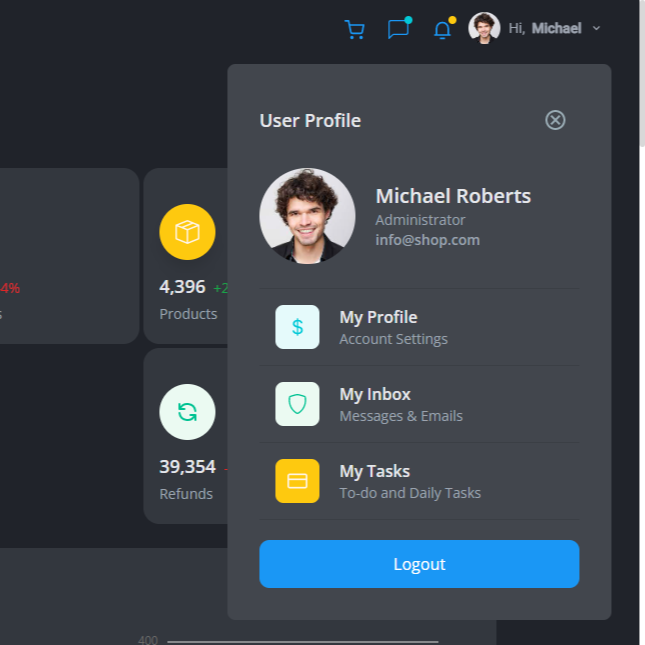 Hi, Michael
User Profile
Michael Roberts
Administrator
info@shop.com
4%
4,396 +2
Products
My Profile
Account Settings
My Inbox
Messages & Emails
39,354
Refunds
My Tasks
To-do and Daily Tasks
Logout
400